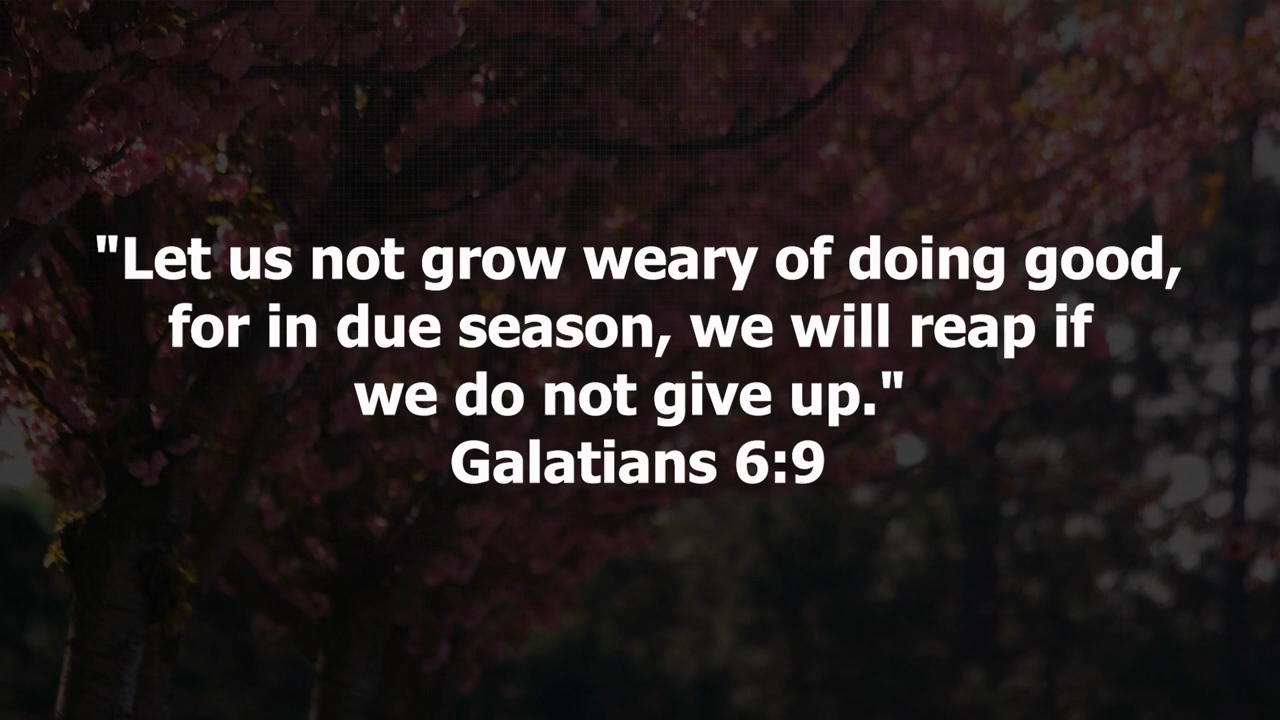 "Let us not grow weary of doing good,
for in due season, we will reap if
we do not give up."
Galatians 6:9